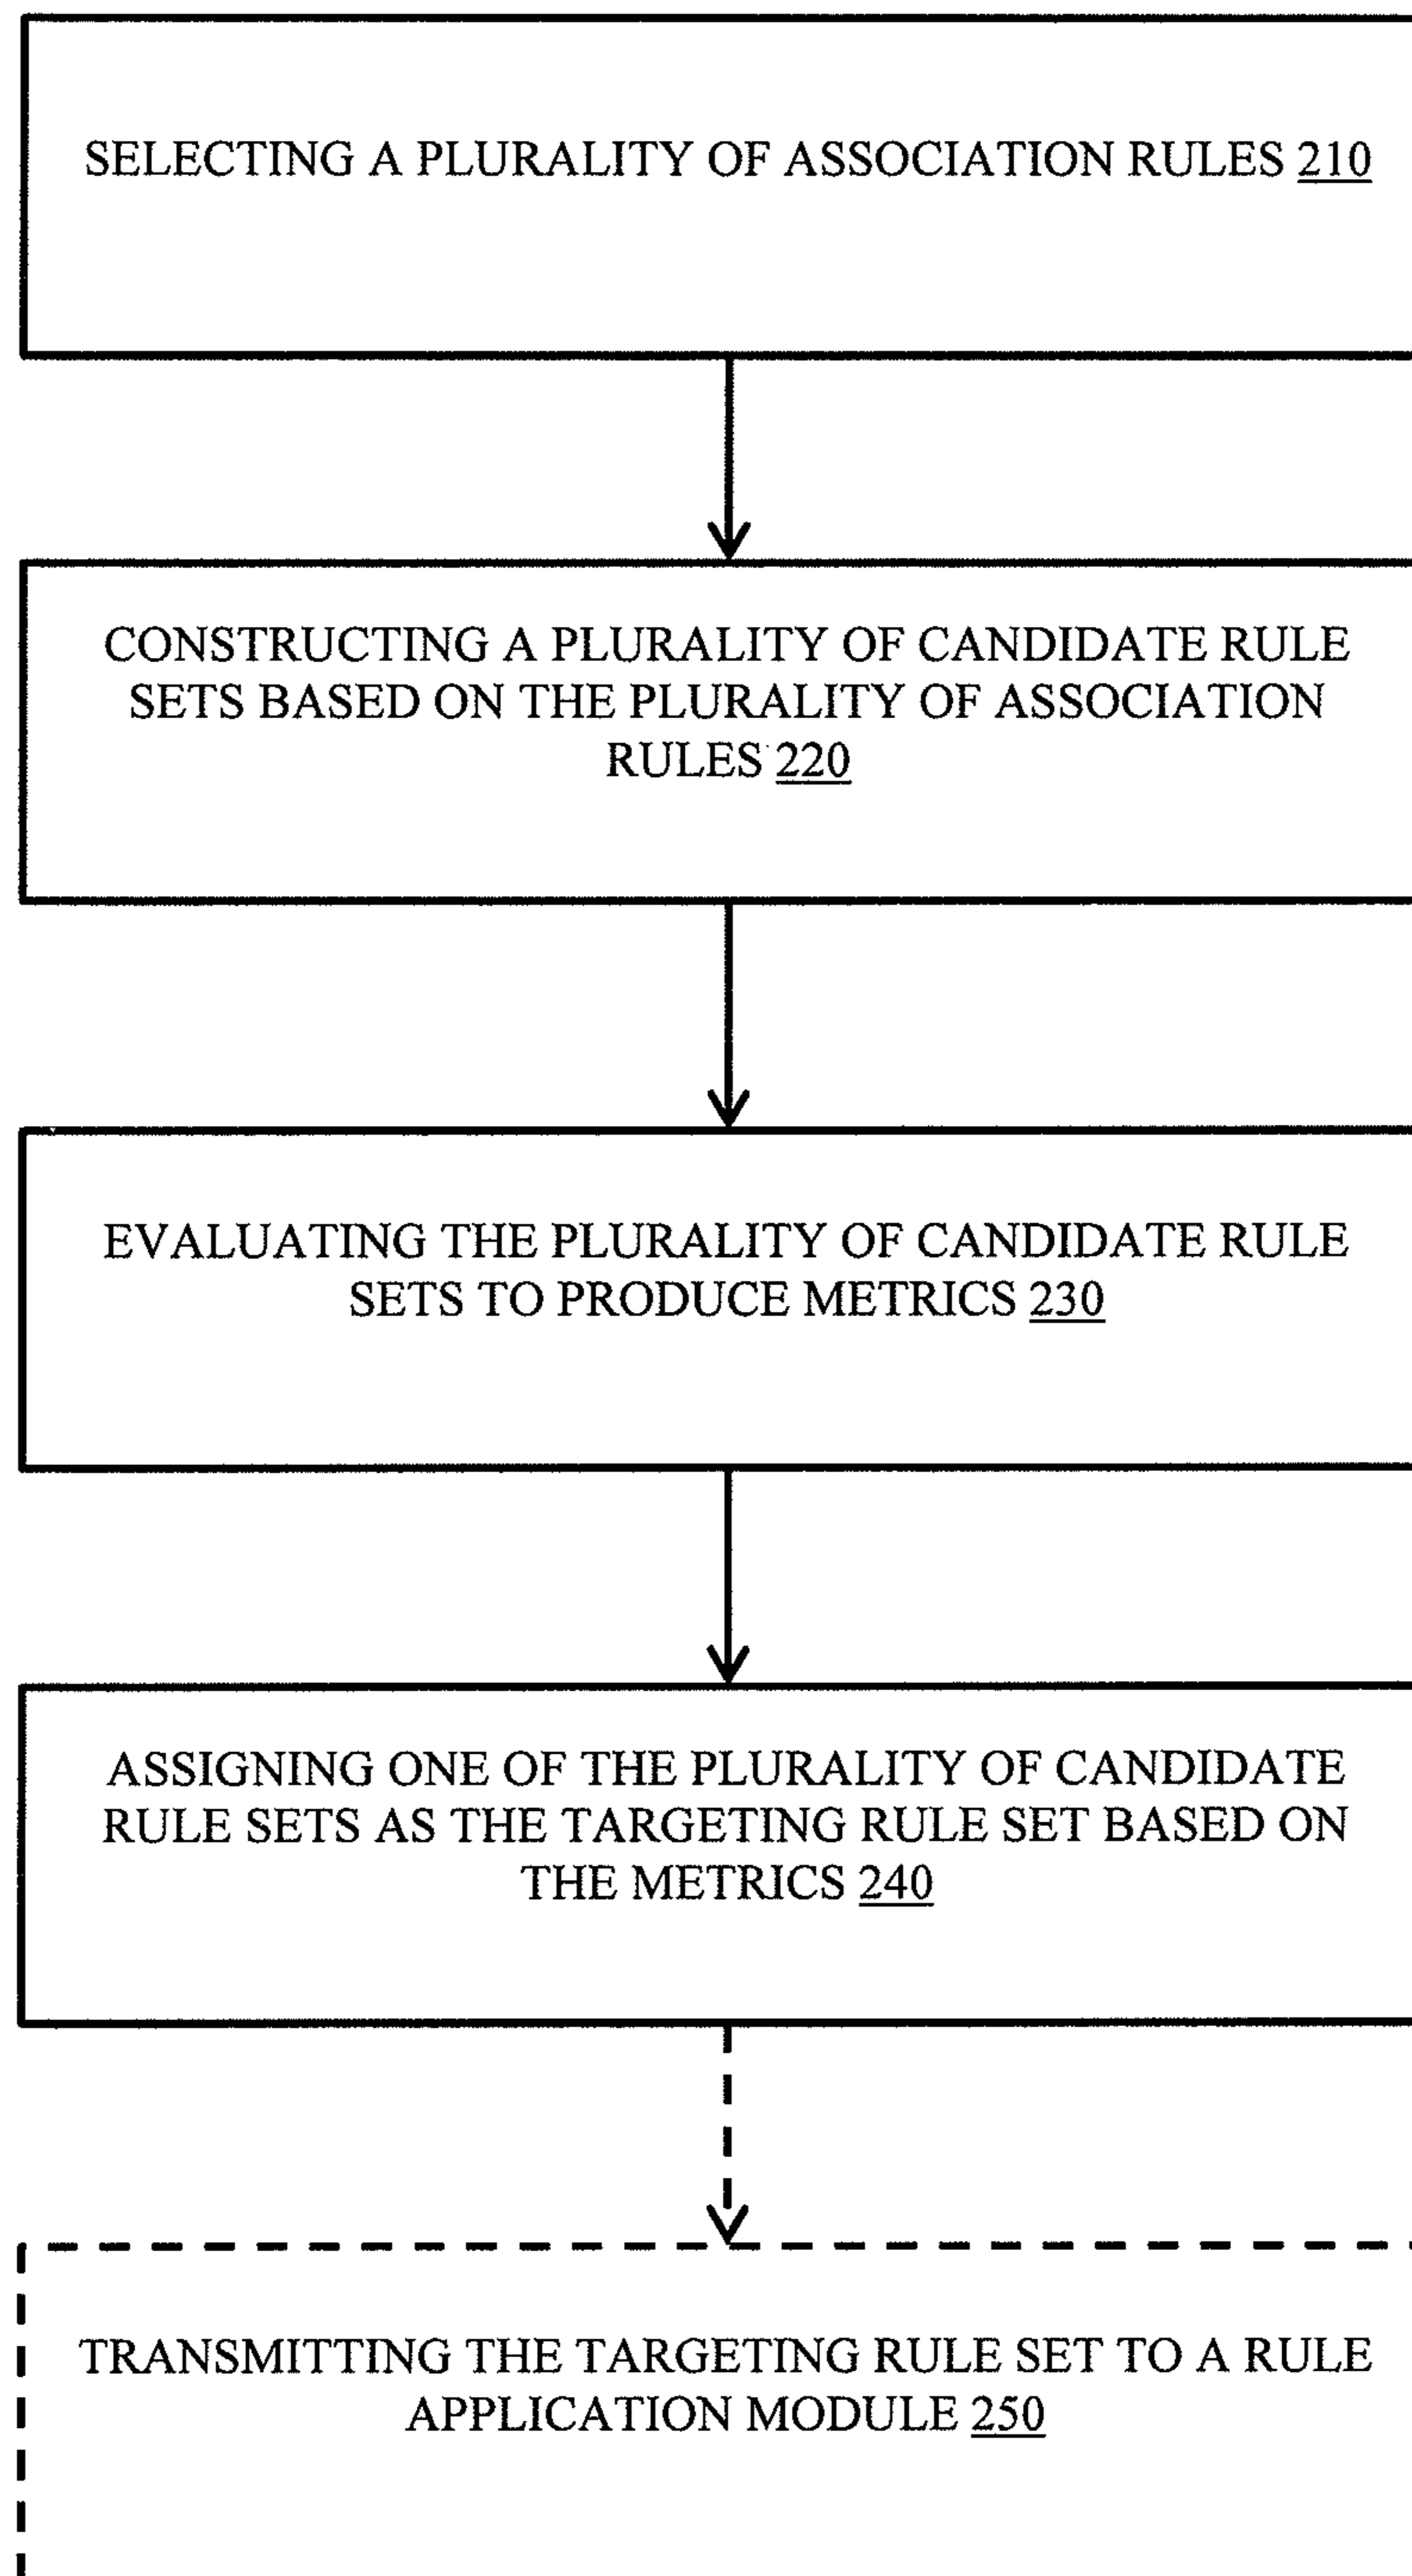 SELECTING A PLURALITY OF ASSOCIATION RULES 210
CONSTRUCTING A PLURALITY OF CANDIDATE RULE
SETS BASED ON THE PLURALITY OF ASSOCIATION
RULES 220
EVALUATING THE PLURALITY OF CANDIDATE RULE
SETS TO PRODUCE METRICS 230
ASSIGNING ONE OF THE PLURALITY OF CANDIDATE
RULE SETS AS THE TARGETING RULE SET BASED ON
THE METRICS 240
TRANSMITTING THE TARGETING RULE SET TO A RULE
APPLICATION MODULE 250